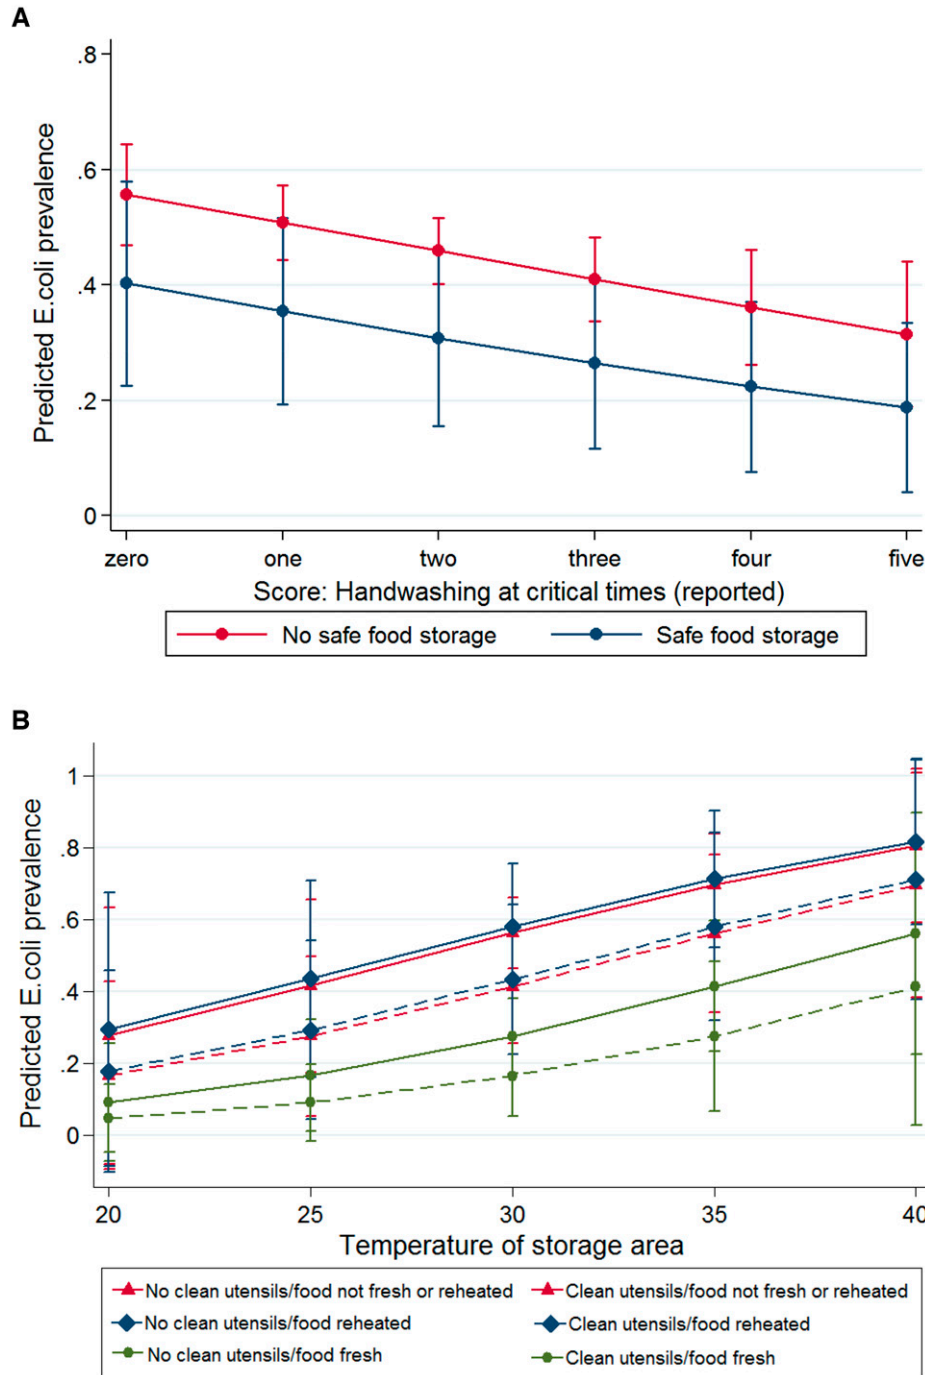 A
.8
.6
.4
.2
0
Predicted E.coli prevalence
zero one two three four five
Score: Handwashing at critical times (reported)
No safe food storage Safe food storage
B
1
.8
.6
.4
.2
0
Predicted E.coli prevalence
20 25 30 35 40
Temperature of storage area
No clean utensils/food not fresh or reheated Clean utensils/food not fresh or reheated
No clean utensils/food reheated Clean utensils/food reheated
No clean utensils/food fresh Clean utensils/food fresh